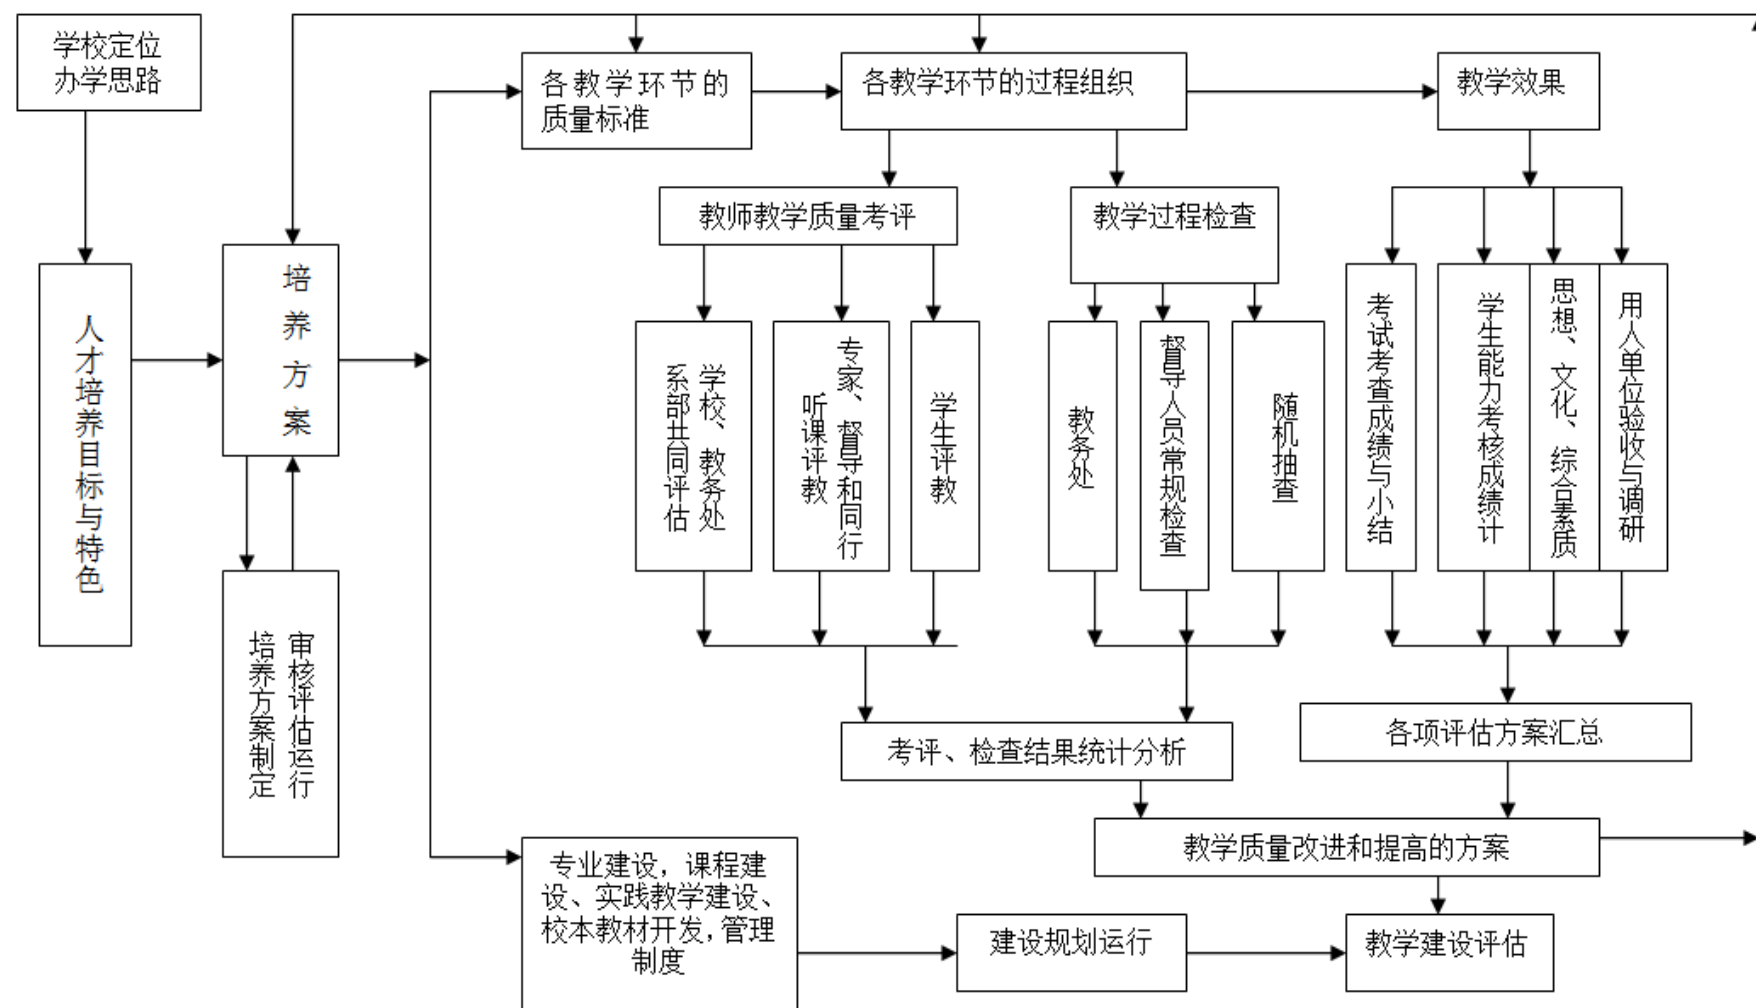 学校定位
办学思路
各教学环节的
质量标准
各教学环节的过程组织
教学效果
教师教学质量考评
教学过程检查
人才培养目标与特色
培养方案
学校、教务处
系部共同评估
专家、督导和同行
听课评教
学生评教
教务处
督导人员常规检查
随机抽查
考试考查成绩与小结
学生能力考核成绩计
思想、文化、综合素质
用人单位验收与调研
审核评估运行
培养方案制定
考评、检查结果统计分析
各项评估方案汇总
教学质量改进和提高的方案
专业建设，课程建
设、实践教学建设、
校本教材开发，管理
制度
建设规划运行
教学建设评估